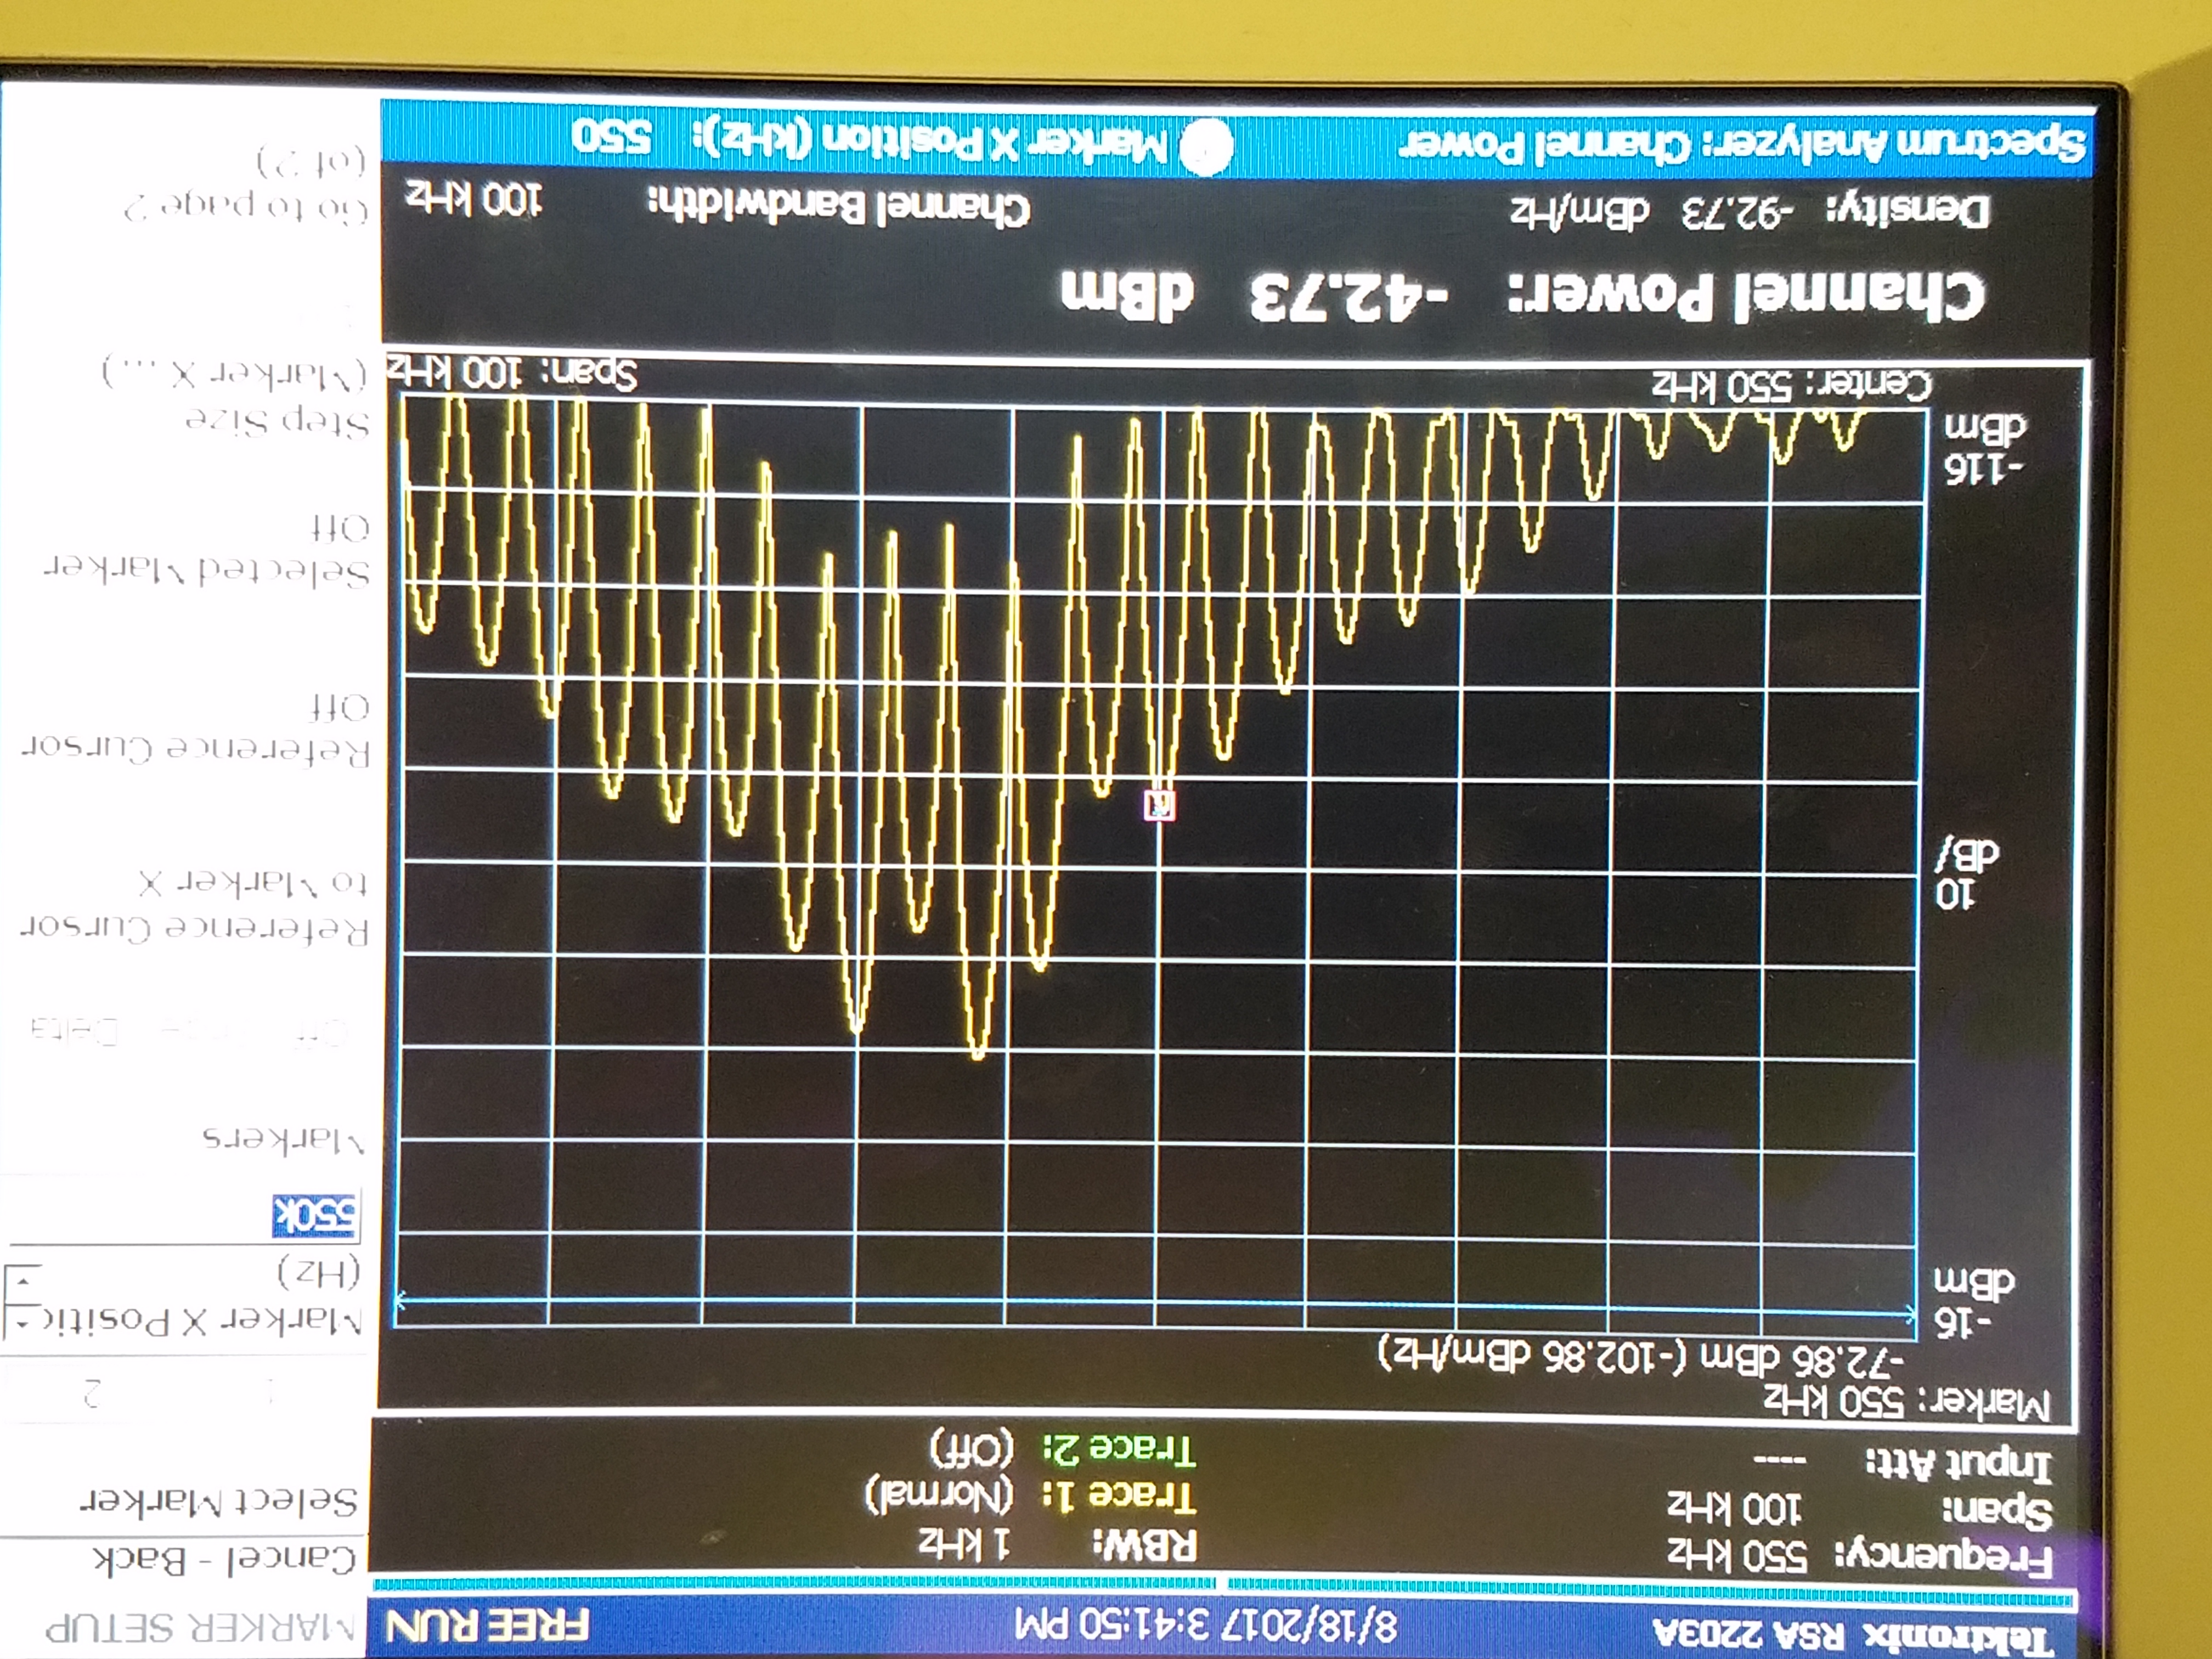 Tektronix RSA 2203A 8/18/2017 3:41:50 PM FREE RUN
Frequency: 550 kHz
Span: 100 kHz
Input Att: ----
RBW: 1 kHz
Trace 1: (Normal)
Trace 2: (Off)
Marker: 550 kHz
-72.86 dBm (-102.86 dBm/Hz)
-16
dBm
10
dB/
-116
dBm
Center: 550 kHz
Span: 100 kHz
Channel Power: -42.73 dBm
Density: -92.73 dBm/Hz
Channel Bandwidth: 100 kHz
Spectrum Analyzer: Channel Power
Marker X Position (kHz): 550
MARKER SETUP
Cancel - Back
Select Marker
2
Marker X Positic
(Hz)
550k
Markers
Delta
Reference Cursor
to Marker X
Reference Cursor
Off
Selected Marker
Off
Step Size
(Marker X ...)
Go to page 2
(of 2)